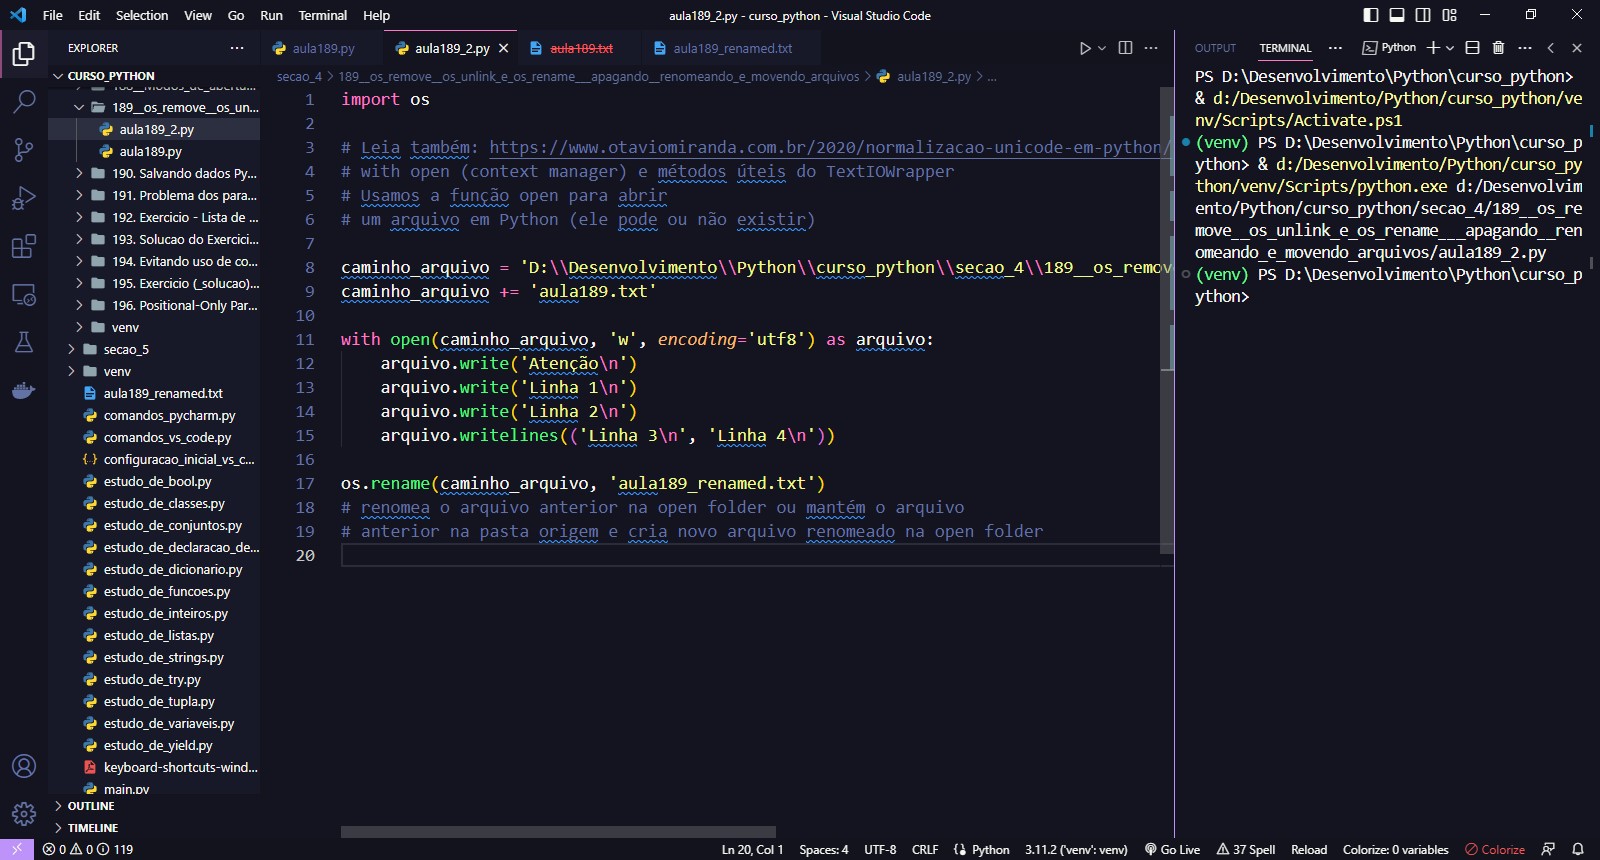 File Edit Selection View Go Run Terminal Help
aula189_2.py - curso_python - Visual Studio Code
EXPLORER
CURSO_PYTHON
189__os_remove__os_un...
aula189_2.py
aula189.py
190. Salvando dados Py...
191. Problema dos para...
192. Exercicio - Lista de ...
193. Solucao do Exercici...
194. Evitando uso de co...
195. Exercicio (_solucao)...
196. Positional-Only Par...
venv
secao_5
venv
aula189_renamed.txt
comandos_pycharm.py
comandos_vs_code.py
configuracao_inicial_vs_c...
estudo_de_bool.py
estudo_de_classes.py
estudo_de_conjuntos.py
estudo_de_declaracao_de...
estudo_de_dicionario.py
estudo_de_funcoes.py
estudo_de_inteiros.py
estudo_de_listas.py
estudo_de_strings.py
estudo_de_try.py
estudo_de_tupla.py
estudo_de_variaveis.py
estudo_de_yield.py
keyboard-shortcuts-wind...
main.py
OUTLINE
TIMELINE
aula189.py aula189_2.py aula189.txt aula189_renamed.txt
secao_4 > 189__os_remove__os_unlink_e_os_rename___apagando__renomeando_e_movendo_arquivos > aula189_2.py > ...
1 import os
2
3 # Leia também: https://www.otaviomiranda.com.br/2020/normalizacao-unicode-em-python/
4 # with open (context manager) e métodos úteis do TextIOWrapper
5 # Usamos a função open para abrir
6 # um arquivo em Python (ele pode ou não existir)
7
8 caminho_arquivo = 'D:\\Desenvolvimento\\Python\\curso_python\\secao_4\\189__os_remov
9 caminho_arquivo += 'aula189.txt'
10
11 with open(caminho_arquivo, 'w', encoding='utf8') as arquivo:
12 arquivo.write('Atenção\n')
13 arquivo.write('Linha 1\n')
14 arquivo.write('Linha 2\n')
15 arquivo.writelines(('Linha 3\n', 'Linha 4\n'))
16
17 os.rename(caminho_arquivo, 'aula189_renamed.txt')
18 # renomea o arquivo anterior na open folder ou mantém o arquivo
19 # anterior na pasta origem e cria novo arquivo renomeado na open folder
20
OUTPUT TERMINAL Python
PS D:\Desenvolvimento\Python\curso_python>
& d:/Desenvolvimento/Python/curso_python/ve
nv/Scripts/Activate.ps1
(venv) PS D:\Desenvolvimento\Python\curso_p
ython> & d:/Desenvolvimento/Python/curso_py
thon/venv/Scripts/python.exe d:/Desenvolvim
ento/Python/curso_python/secao_4/189__os_re
move__os_unlink_e_os_rename___apagando__ren
omeando_e_movendo_arquivos/aula189_2.py
(venv) PS D:\Desenvolvimento\Python\curso_p
ython>
0 0 119
Ln 20, Col 1 Spaces: 4 UTF-8 CRLF Python 3.11.2 ('venv': venv) Go Live 37 Spell Reload Colorize: 0 variables Colorize